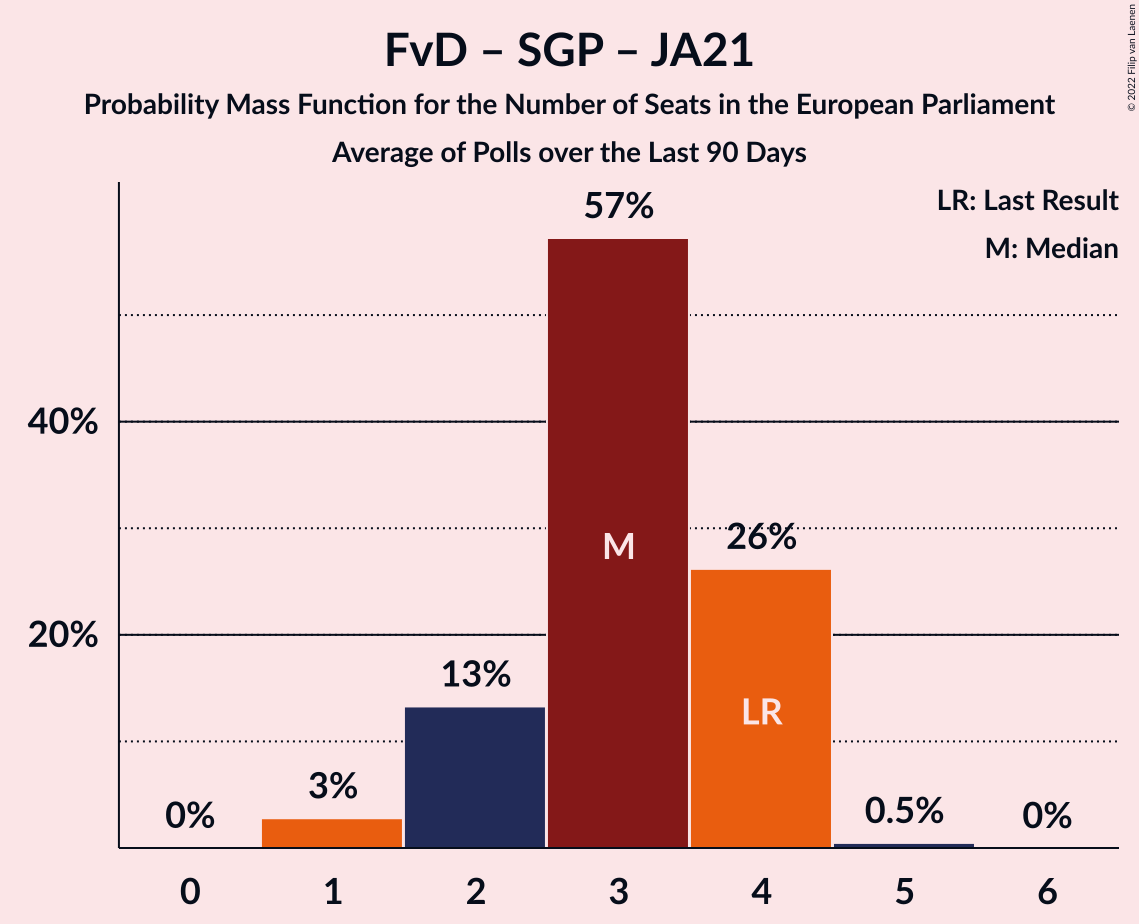 FvD – SGP – JA21
Probability Mass Function for the Number of Seats in the European Parliament
Average of Polls over the Last 90 Days
© 2022 Filip van Laenen
LR: Last Result
M: Median
57%
40%
M
26%
20%
13%
LR
3%
0%
0.5%
0%
0 1 2 3 4 5 6